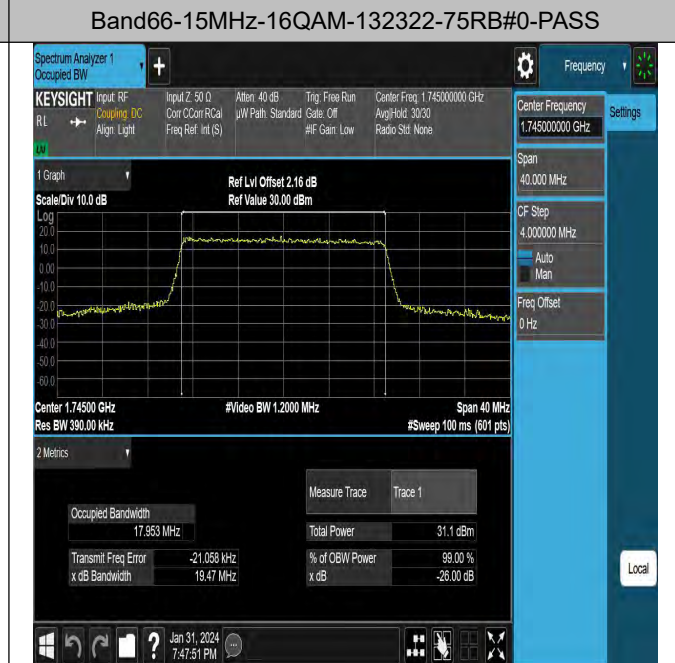 Band66-15MHz-16QAM-132322-75RB#0-PASS
Spectrum Analyzer 1
Occupied BW
+
Frequency
KEYSIGHT
RL
LNI
Input: RF
Coupling: DC
Align: Light
Input Z: 50 Ω
Corr CCorr RCal
Freq Ref: Int (S)
Atten: 40 dB
µW Path: Standard
Trig: Free Run
Gate: Off
#IF Gain: Low
Center Freq: 1.745000000 GHz
Avg|Hold: 30/30
Radio Std: None
Center Frequency
1.745000000 GHz
Settings
Span
40.000 MHz
CF Step
4.000000 MHz
Auto
Man
Freq Offset
0 Hz
1 Graph
Scale/Div 10.0 dB
Ref Lvl Offset 2.16 dB
Ref Value 30.00 dBm
Log
20.0
10.0
0.00
-10.0
-20.0
-30.0
-40.0
-50.0
-60.0
Center 1.74500 GHz
Res BW 390.00 kHz
#Video BW 1.2000 MHz
Span 40 MHz
#Sweep 100 ms (601 pts)
2 Metrics
Measure Trace Trace 1
Occupied Bandwidth
17.953 MHz
Total Power 31.1 dBm
Transmit Freq Error -21.058 kHz
% of OBW Power 99.00 %
x dB Bandwidth 19.47 MHz
x dB -26.00 dB
Local
?
Jan 31, 2024
7:47:51 PM